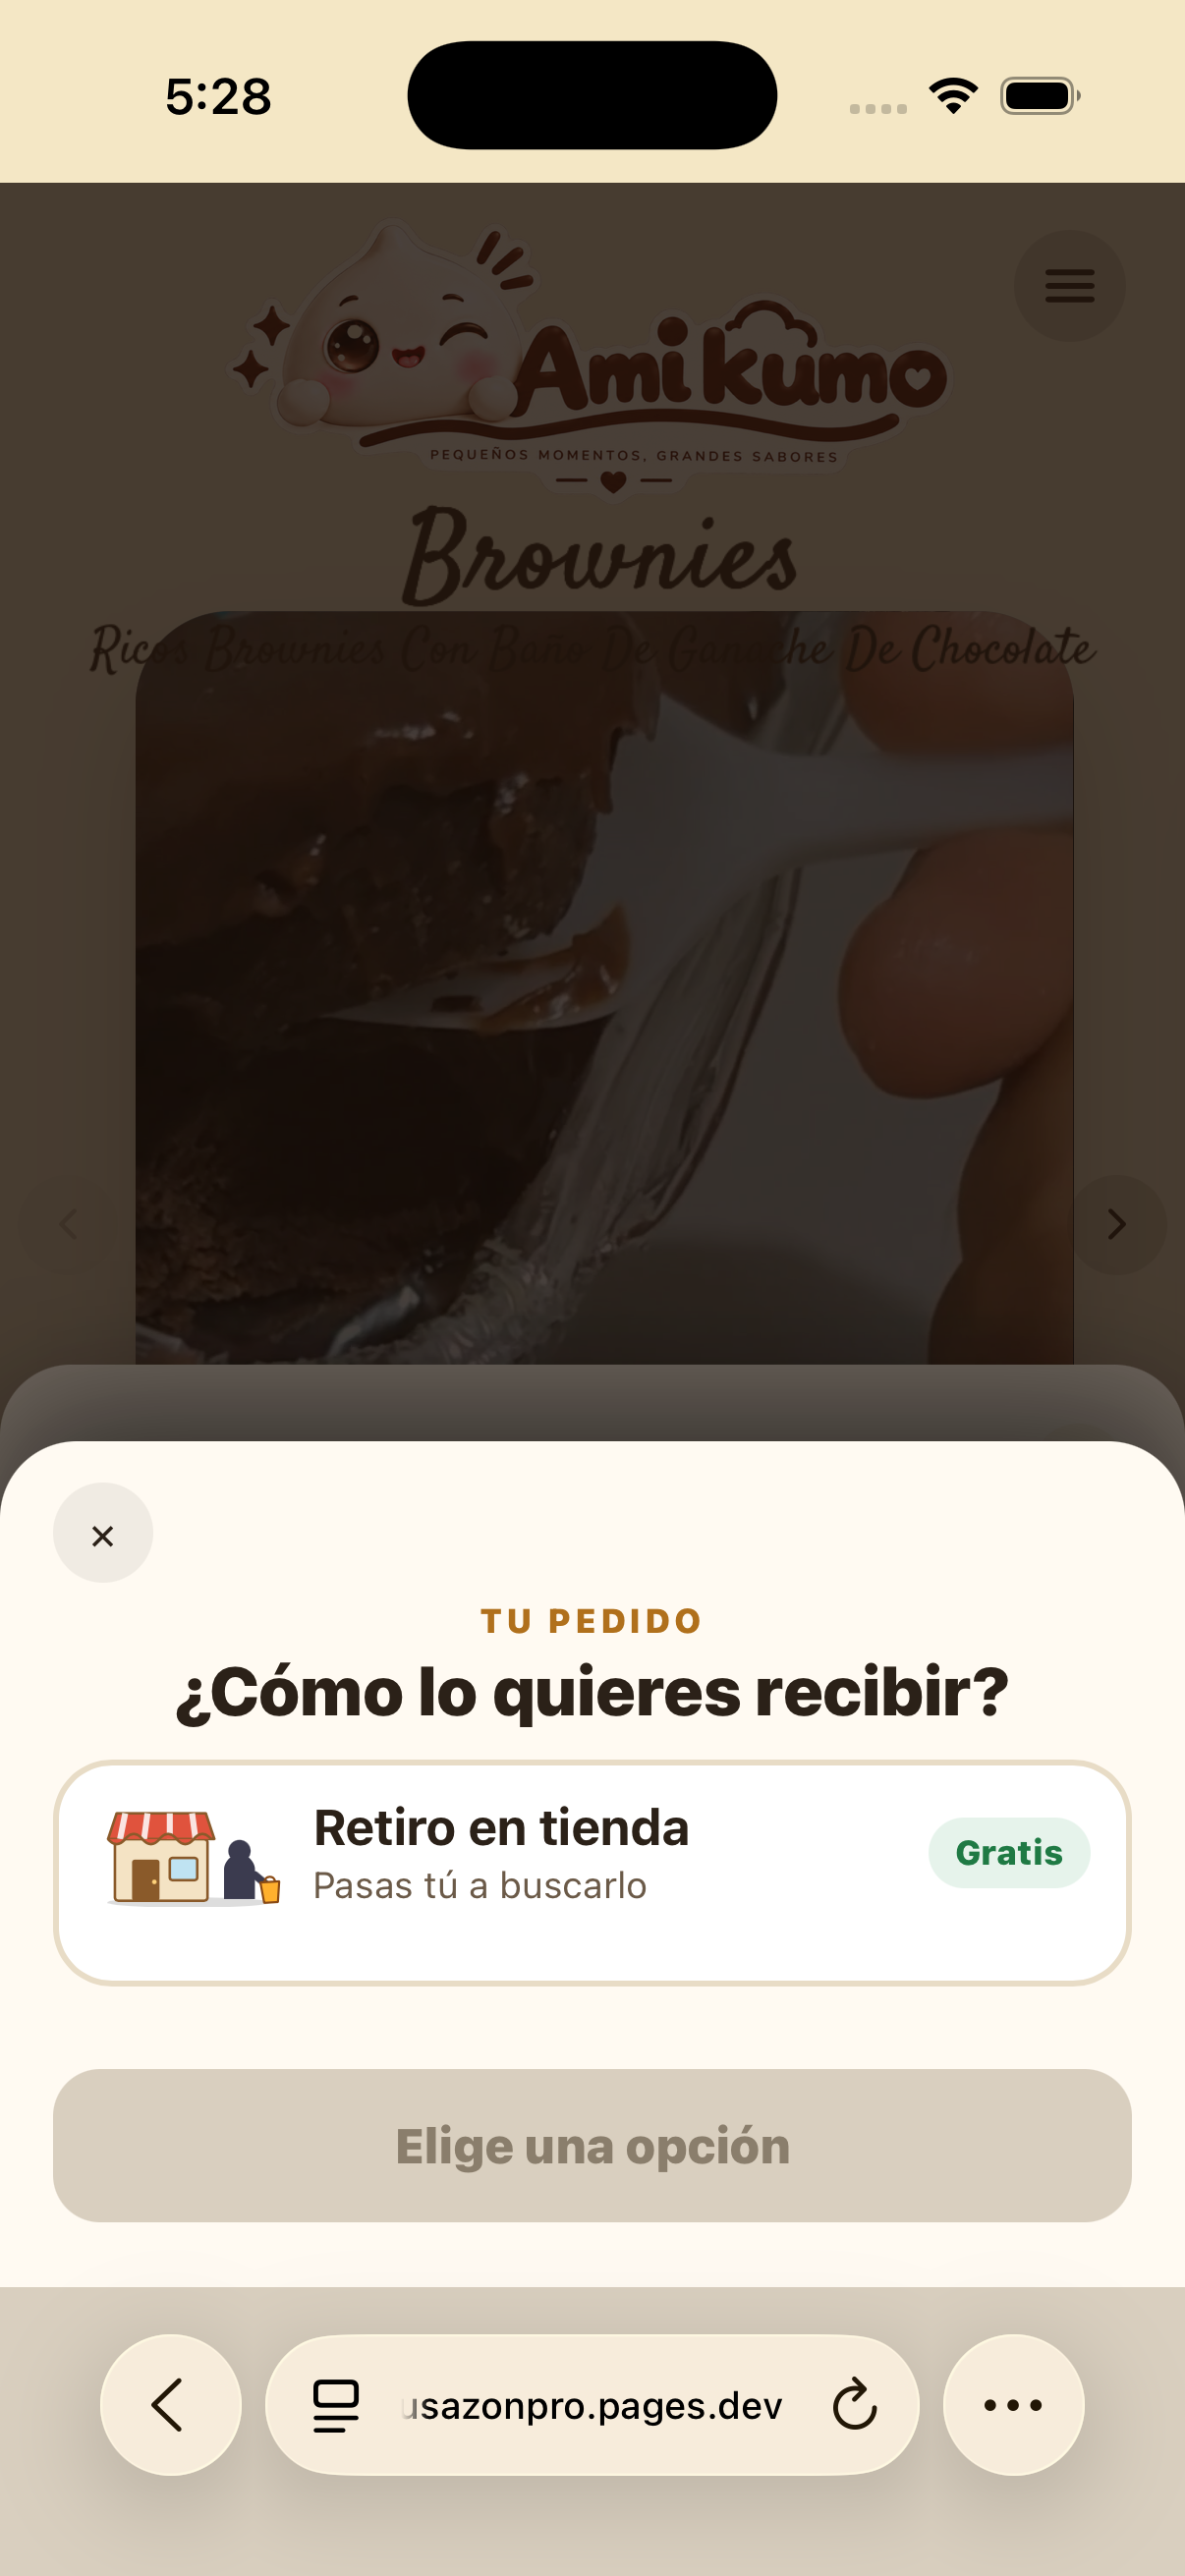 5:28
Ami Kumo
PEQUEÑOS MOMENTOS, GRANDES SABORES
Brownies
Ricos Brownies Con Baño De Ganache De Chocolate
TU PEDIDO
¿Cómo lo quieres recibir?
Retiro en tienda
Gratis
Pasas tú a buscarlo
Elige una opción
usazonpro.pages.dev